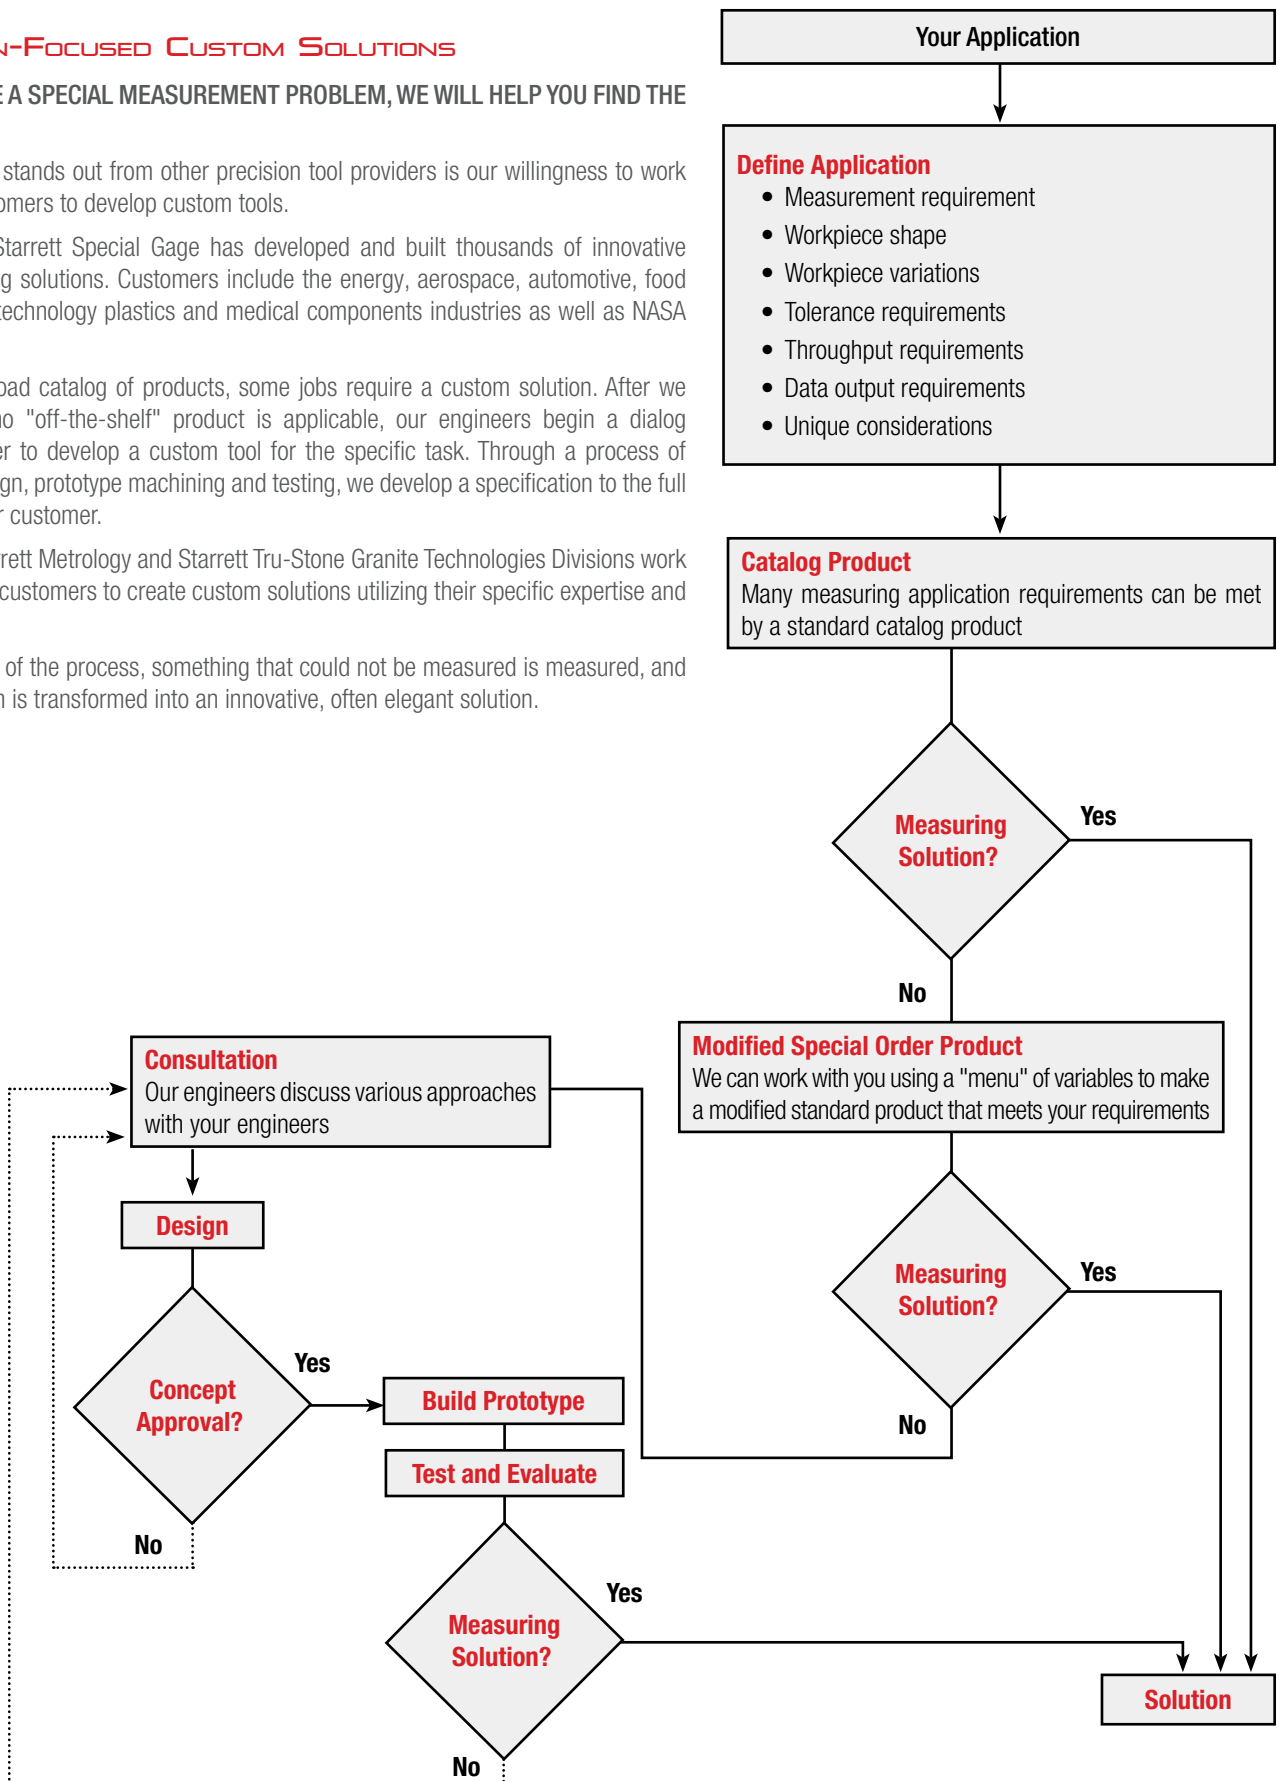 N-FOCUSED CUSTOM SOLUTIONS
E A SPECIAL MEASUREMENT PROBLEM, WE WILL HELP YOU FIND THE
stands out from other precision tool providers is our willingness to work
omers to develop custom tools.
Starrett Special Gage has developed and built thousands of innovative
g solutions. Customers include the energy, aerospace, automotive, food
technology plastics and medical components industries as well as NASA
oad catalog of products, some jobs require a custom solution. After we
no "off-the-shelf" product is applicable, our engineers begin a dialog
er to develop a custom tool for the specific task. Through a process of
gn, prototype machining and testing, we develop a specification to the full
r customer.
rrett Metrology and Starrett Tru-Stone Granite Technologies Divisions work
customers to create custom solutions utilizing their specific expertise and
of the process, something that could not be measured is measured, and
n is transformed into an innovative, often elegant solution.
Your Application
Define Application
• Measurement requirement
• Workpiece shape
• Workpiece variations
• Tolerance requirements
• Throughput requirements
• Data output requirements
• Unique considerations
Catalog Product
Many measuring application requirements can be met
by a standard catalog product
Measuring
Solution?
Yes
No
Modified Special Order Product
We can work with you using a "menu" of variables to make
a modified standard product that meets your requirements
Measuring
Solution?
Yes
No
Consultation
Our engineers discuss various approaches
with your engineers
Design
Concept
Approval?
Yes
No
Build Prototype
Test and Evaluate
Measuring
Solution?
Yes
No
Solution